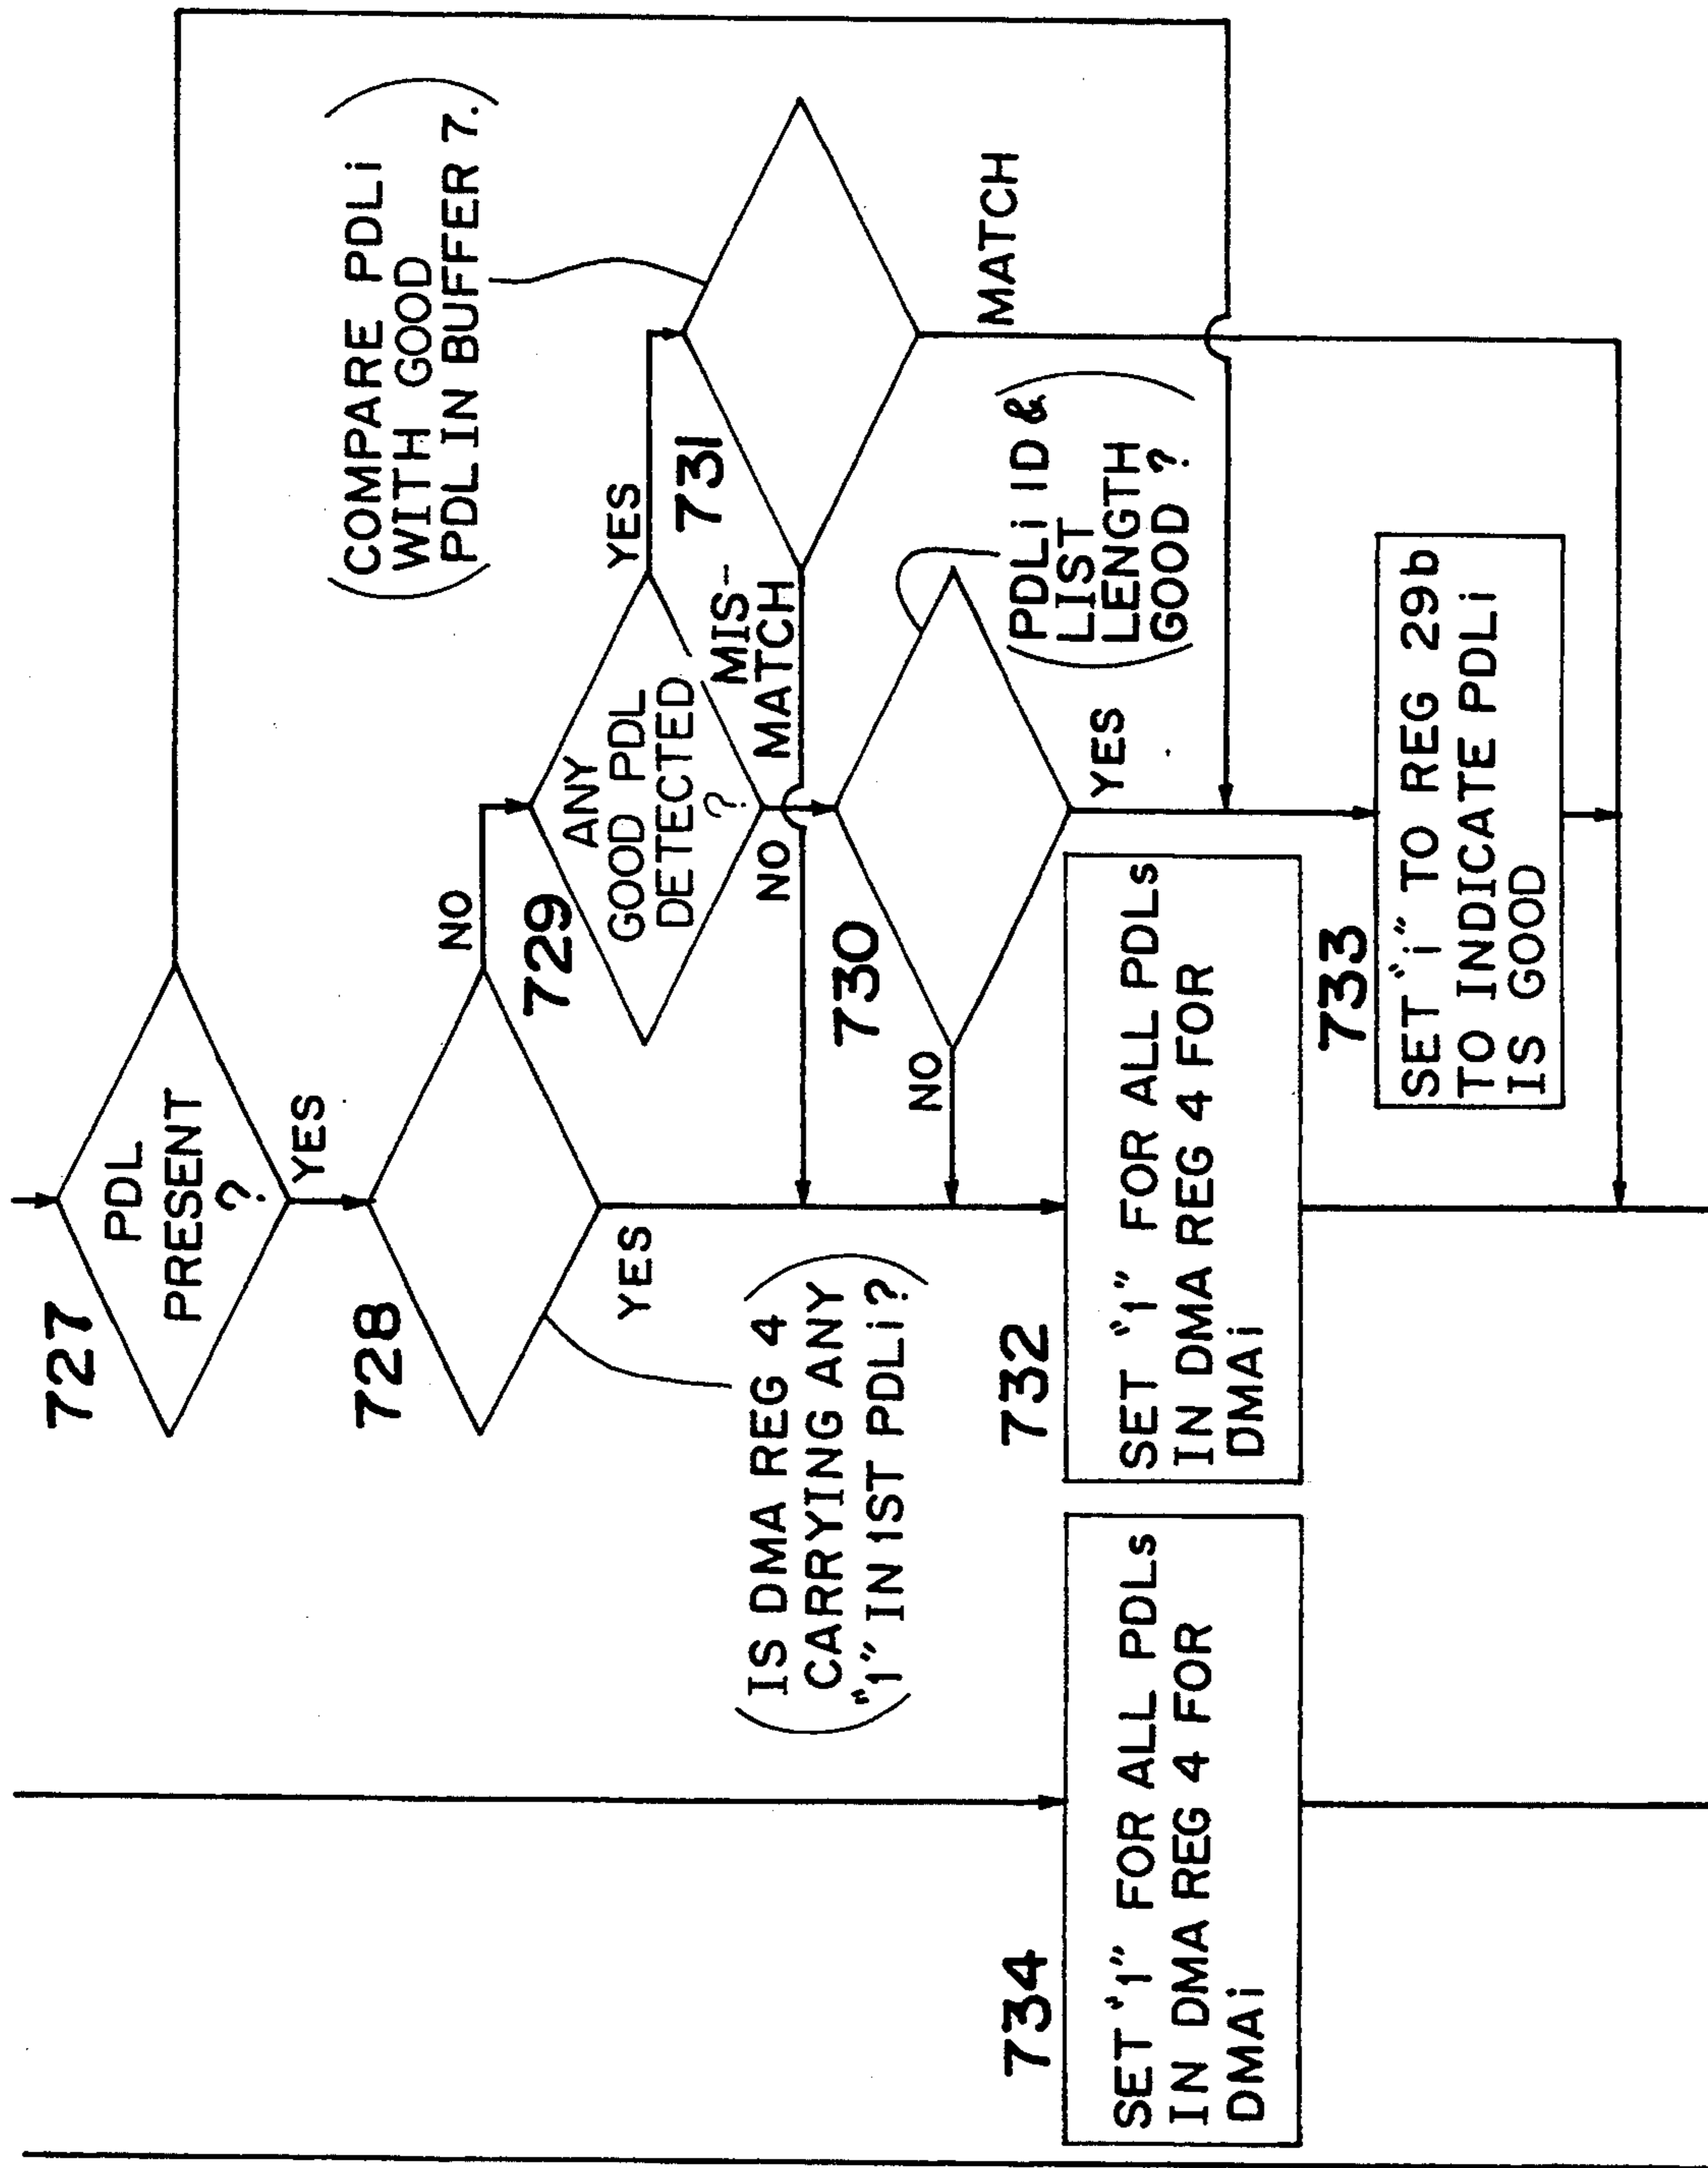 727
PDL
PRESENT
?
YES
728
NO
(IS DMA REG 4
CARRYING ANY
"1" IN 1ST PDLi?)
YES
729
ANY
GOOD PDL
DETECTED
?
YES
NO
(COMPARE PDLi
WITH GOOD
PDL IN BUFFER 7.)
731
MIS-
MATCH
MATCH
730
(PDLi ID &
LIST
LENGTH
GOOD ?)
NO
YES
732
SET "1" FOR ALL PDLs
IN DMA REG 4 FOR
DMAi
733
SET "i" TO REG 29b
TO INDICATE PDLi
IS GOOD
734
SET "1" FOR ALL PDLs
IN DMA REG 4 FOR
DMAi